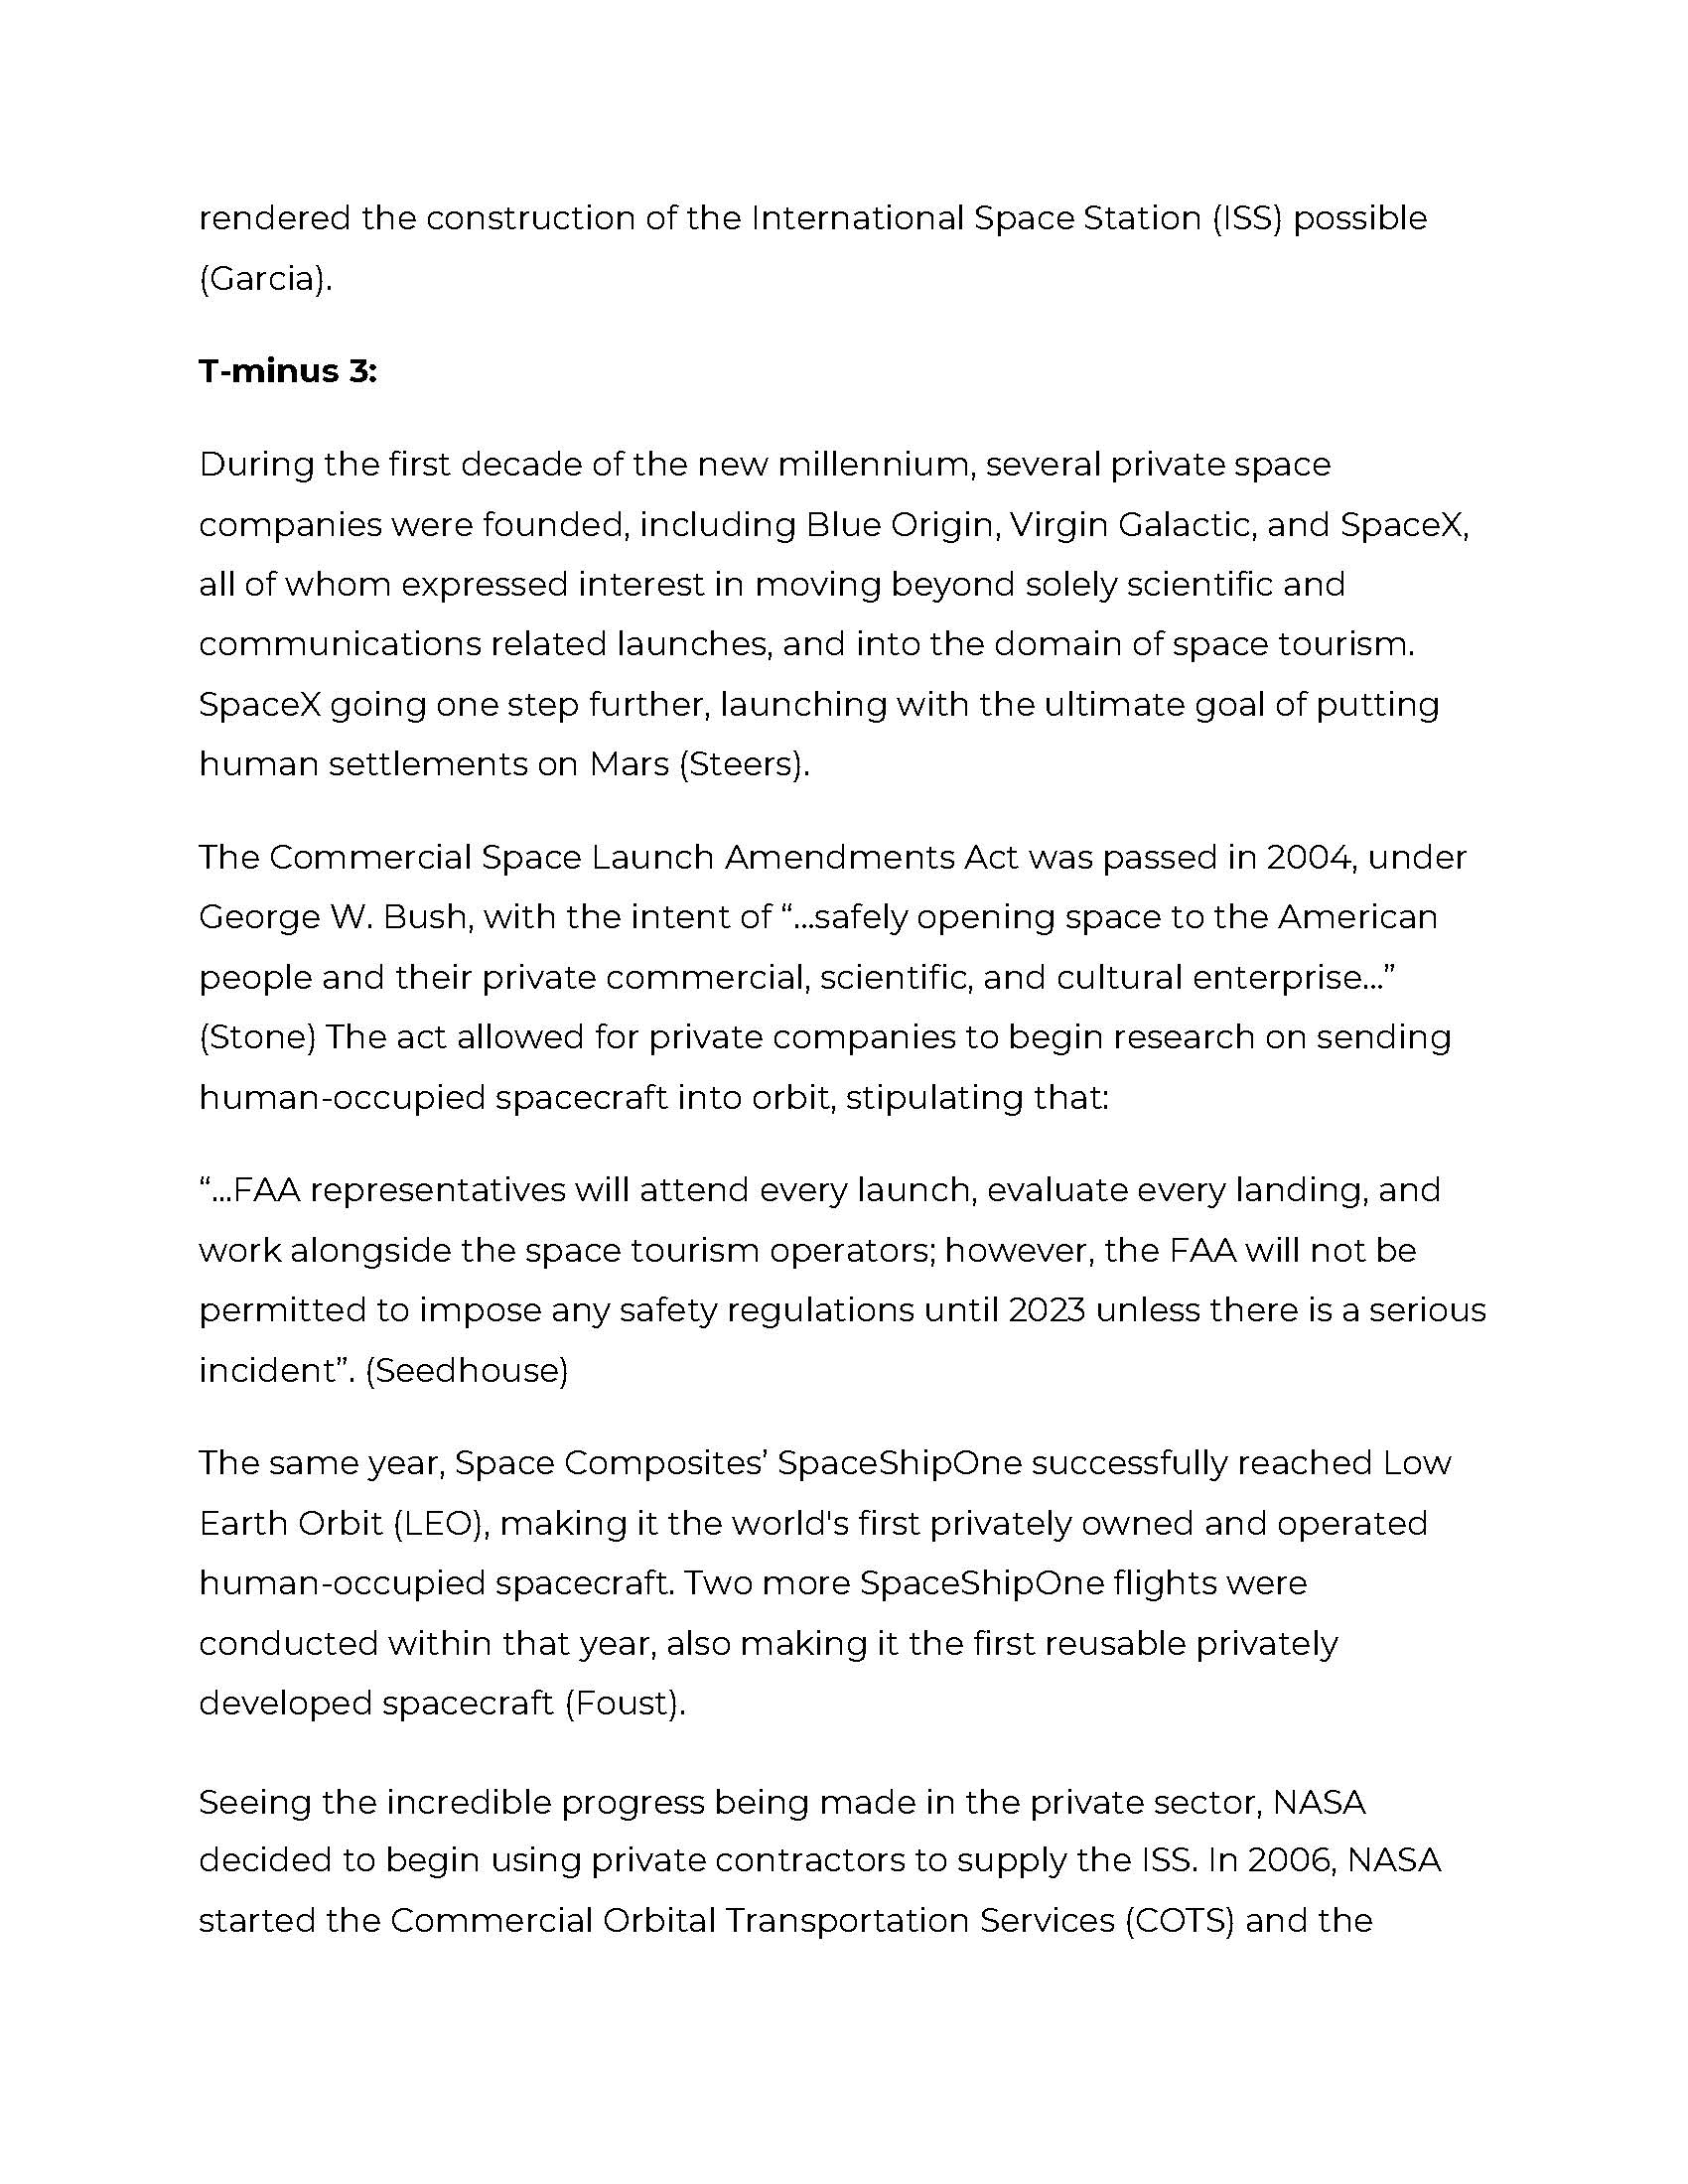 rendered the construction of the International Space Station (ISS) possible
(Garcia).
T-minus 3:
During the first decade of the new millennium, several private space
companies were founded, including Blue Origin, Virgin Galactic, and SpaceX,
all of whom expressed interest in moving beyond solely scientific and
communications related launches, and into the domain of space tourism.
SpaceX going one step further, launching with the ultimate goal of putting
human settlements on Mars (Steers).
The Commercial Space Launch Amendments Act was passed in 2004, under
George W. Bush, with the intent of “...safely opening space to the American
people and their private commercial, scientific, and cultural enterprise...”
(Stone) The act allowed for private companies to begin research on sending
human-occupied spacecraft into orbit, stipulating that:
“...FAA representatives will attend every launch, evaluate every landing, and
work alongside the space tourism operators; however, the FAA will not be
permitted to impose any safety regulations until 2023 unless there is a serious
incident”. (Seedhouse)
The same year, Space Composites’ SpaceShipOne successfully reached Low
Earth Orbit (LEO), making it the world's first privately owned and operated
human-occupied spacecraft. Two more SpaceShipOne flights were
conducted within that year, also making it the first reusable privately
developed spacecraft (Foust).
Seeing the incredible progress being made in the private sector, NASA
decided to begin using private contractors to supply the ISS. In 2006, NASA
started the Commercial Orbital Transportation Services (COTS) and the